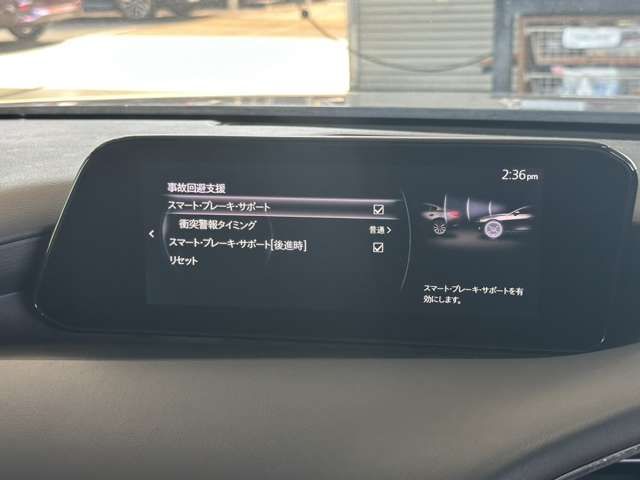 2:36pm
事故回避支援
スマート・ブレーキ・サポート
衝突警報タイミング 普通
スマート・ブレーキ・サポート[後進時]
リセット
スマート・ブレーキ・サポートを有
効にします。